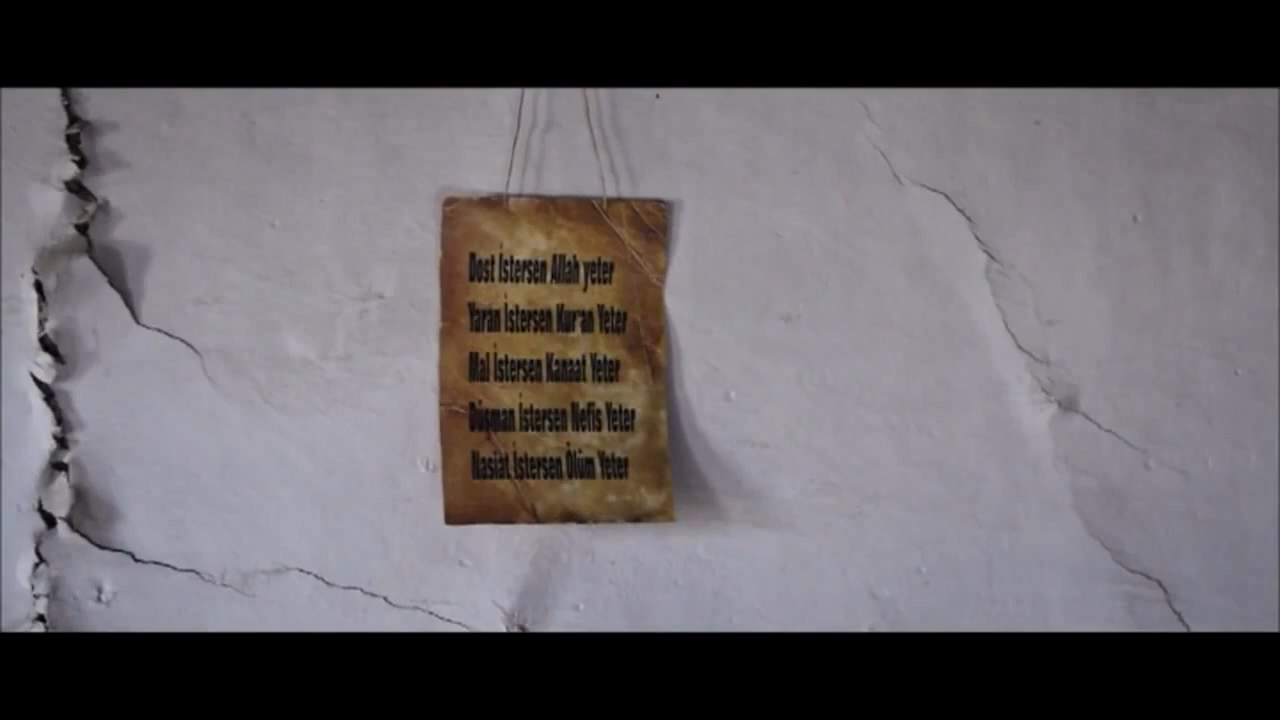 Dost İstersen Allah yeter
Yaran İstersen Kur'an Yeter
Mal İstersen Kanaat Yeter
Düşman İstersen Nefis Yeter
Nasiat İstersen Ölüm Yeter